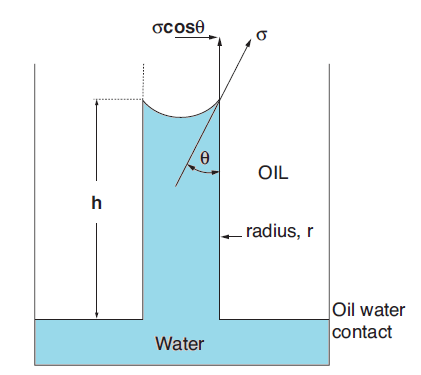 σcosθ
σ
θ
OIL
h
radius, r
Oil water
contact
Water